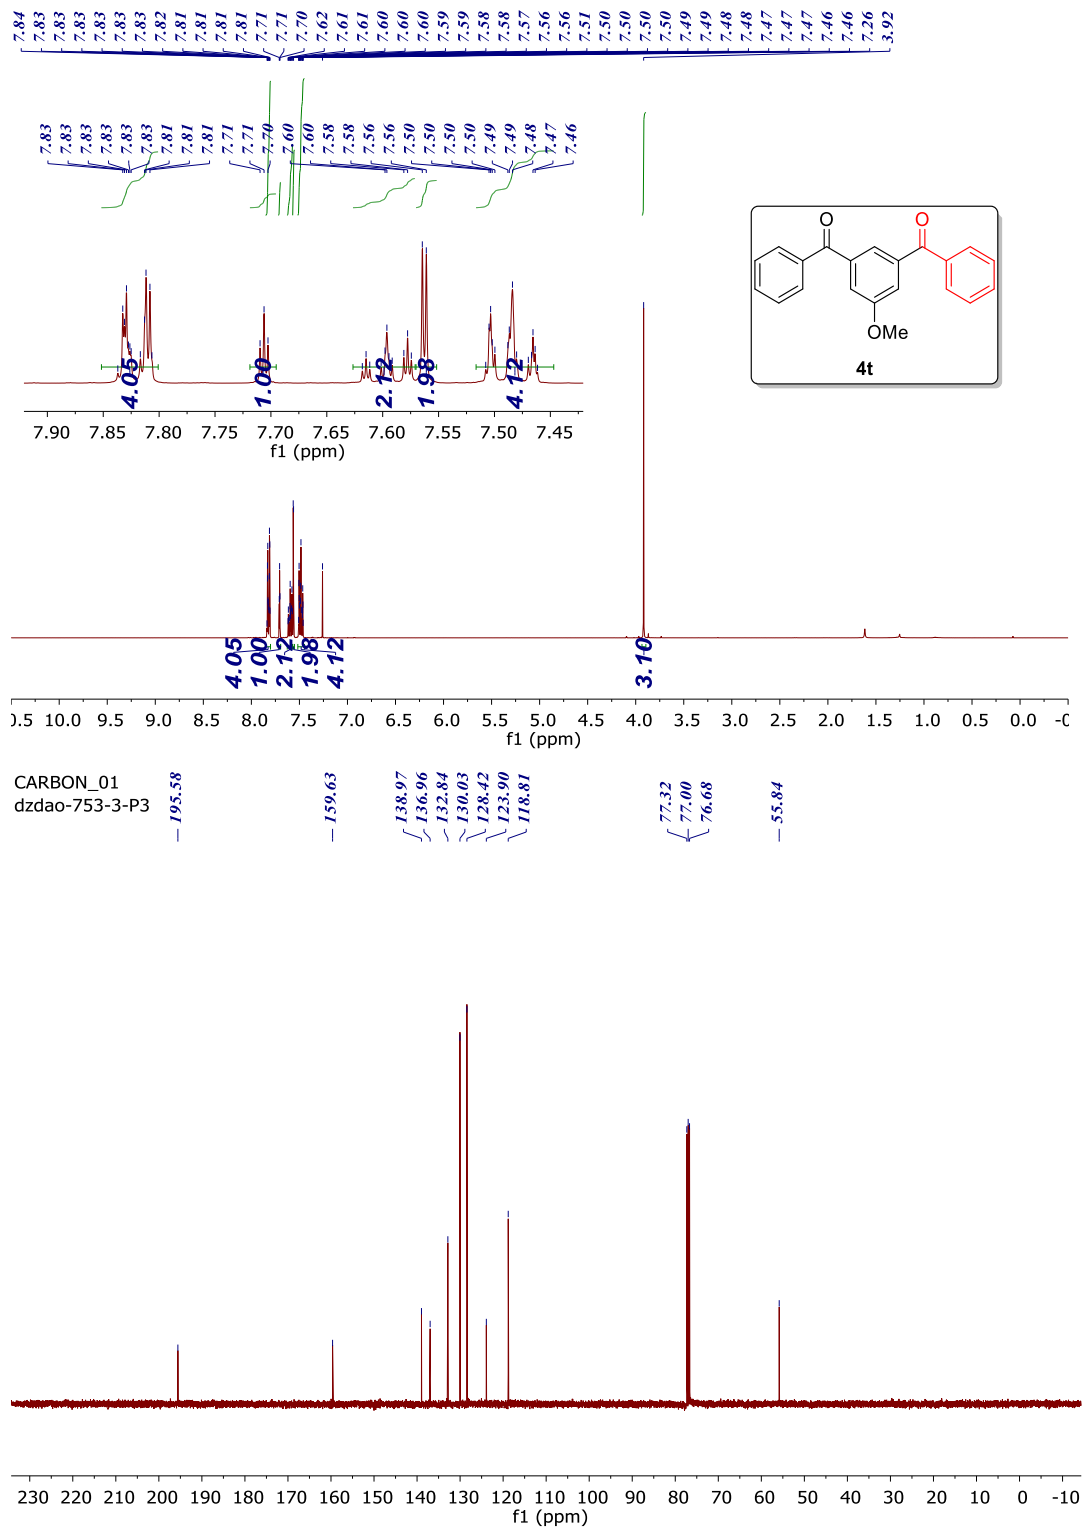 7.84 7.83 7.83 7.83 7.83 7.83 7.83 7.82 7.81 7.81 7.81 7.81 7.71 7.71 7.70 7.62 7.61 7.61 7.60 7.60 7.60 7.59 7.59 7.58 7.58 7.57 7.56 7.56 7.51 7.50 7.50 7.50 7.50 7.49 7.49 7.48 7.48 7.47 7.47 7.47 7.46 7.46 7.26 3.92
7.83 7.83 7.83 7.83 7.83 7.83 7.81 7.81 7.81 7.71 7.71 7.70 7.60 7.60 7.58 7.58 7.56 7.56 7.50 7.50 7.50 7.50 7.49 7.49 7.48 7.47 7.46
O O
OMe
4t
4.05 1.00 2.12 1.98 4.12
7.90 7.85 7.80 7.75 7.70 7.65 7.60 7.55 7.50 7.45
f1 (ppm)
4.05 1.00 2.12 1.98 4.12 3.10
0.5 10.0 9.5 9.0 8.5 8.0 7.5 7.0 6.5 6.0 5.5 5.0 4.5 4.0 3.5 3.0 2.5 2.0 1.5 1.0 0.5 0.0 -0
f1 (ppm)
CARBON_01
dzdao-753-3-P3
195.58 159.63 138.97 136.96 132.84 130.03 128.42 123.90 118.81 77.32 77.00 76.68 55.84
230 220 210 200 190 180 170 160 150 140 130 120 110 100 90 80 70 60 50 40 30 20 10 0 -10
f1 (ppm)